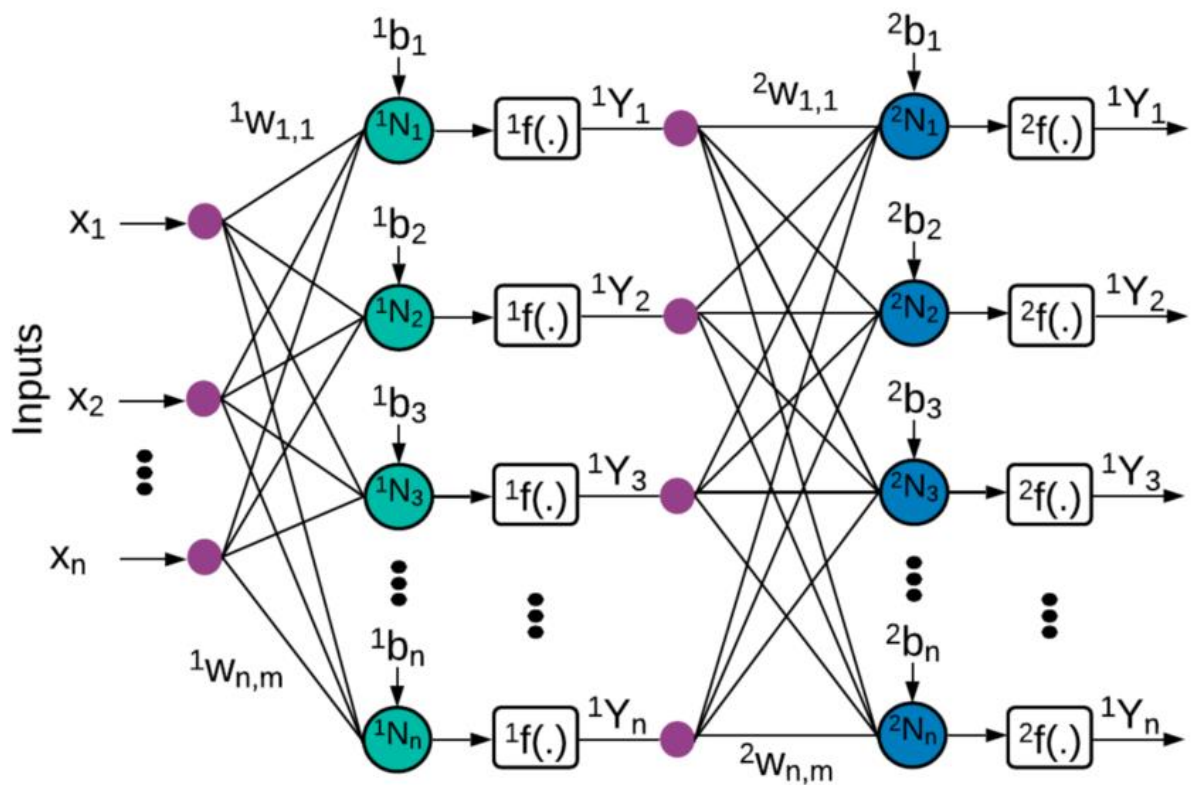 ¹b₁ ²b₁
¹w₁,₁ ¹N₁ ¹f(.) ¹Y₁ ²w₁,₁ ²N₁ ²f(.) ¹Y₁
x₁ ¹b₂ ²b₂
¹N₂ ¹f(.) ¹Y₂ ²N₂ ²f(.) ¹Y₂
Inputs
x₂ ¹b₃ ²b₃
¹N₃ ¹f(.) ¹Y₃ ²N₃ ²f(.) ¹Y₃
xₙ
¹wₙ,ₘ ¹bₙ ²bₙ
¹Nₙ ¹f(.) ¹Yₙ ²wₙ,ₘ ²Nₙ ²f(.) ¹Yₙ